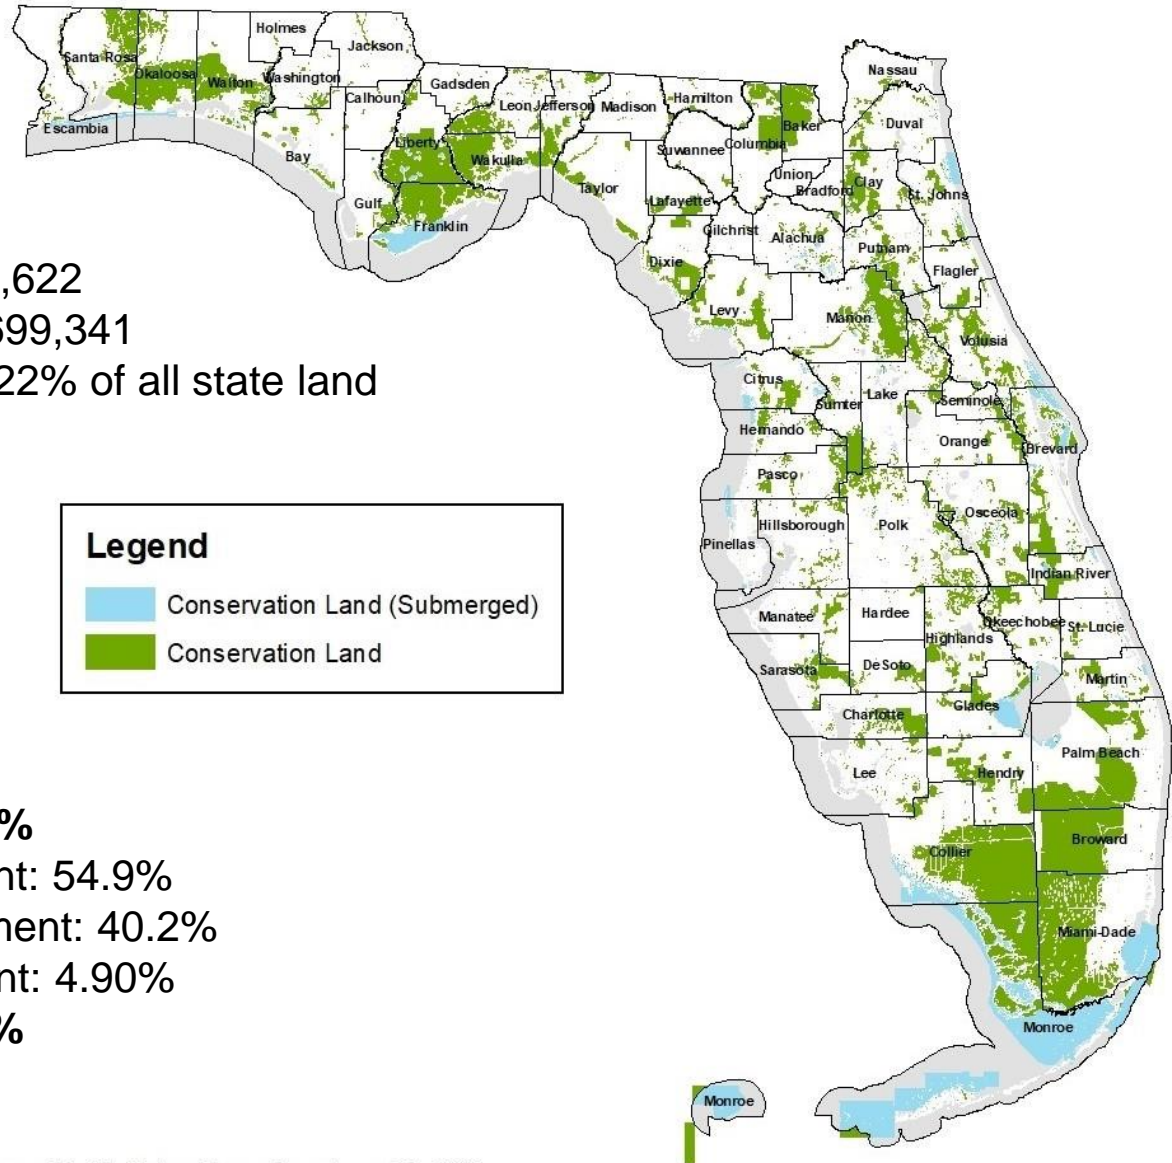 ,622
699,341
22% of all state land
Legend
Conservation Land (Submerged)
Conservation Land
%
nt: 54.9%
ment: 40.2%
nt: 4.90%
%
Holmes
Jackson
Santa Rosa
Okaloosa
Walton
Washington
Calhoun
Gadsden
Leon
Jefferson
Madison
Hamilton
Nassau
Escambia
Bay
Liberty
Wakulla
Suwannee
Columbia
Baker
Duval
Gulf
Franklin
Taylor
Lafayette
Union
Bradford
Clay
St. Johns
Gilchrist
Alachua
Putnam
Dixie
Flagler
Levy
Marion
Volusia
Citrus
Sumter
Lake
Seminole
Hernando
Orange
Brevard
Pasco
Hillsborough
Polk
Osceola
Pinellas
Indian River
Manatee
Hardee
Highlands
Okeechobee
St. Lucie
Sarasota
DeSoto
Martin
Charlotte
Glades
Lee
Hendry
Palm Beach
Collier
Broward
Miami-Dade
Monroe
Monroe